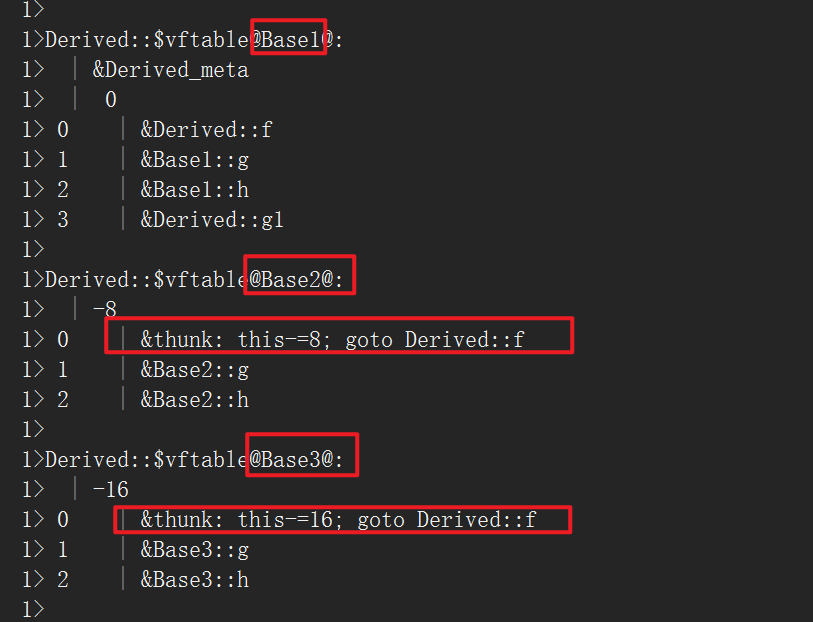 1>
1>Derived::$vftable@Base1@:
1> | &Derived_meta
1> | 0
1> 0 | &Derived::f
1> 1 | &Base1::g
1> 2 | &Base1::h
1> 3 | &Derived::g1
1>
1>Derived::$vftable@Base2@:
1> | -8
1> 0 | &thunk: this-=8; goto Derived::f
1> 1 | &Base2::g
1> 2 | &Base2::h
1>
1>Derived::$vftable@Base3@:
1> | -16
1> 0 | &thunk: this-=16; goto Derived::f
1> 1 | &Base3::g
1> 2 | &Base3::h
1>